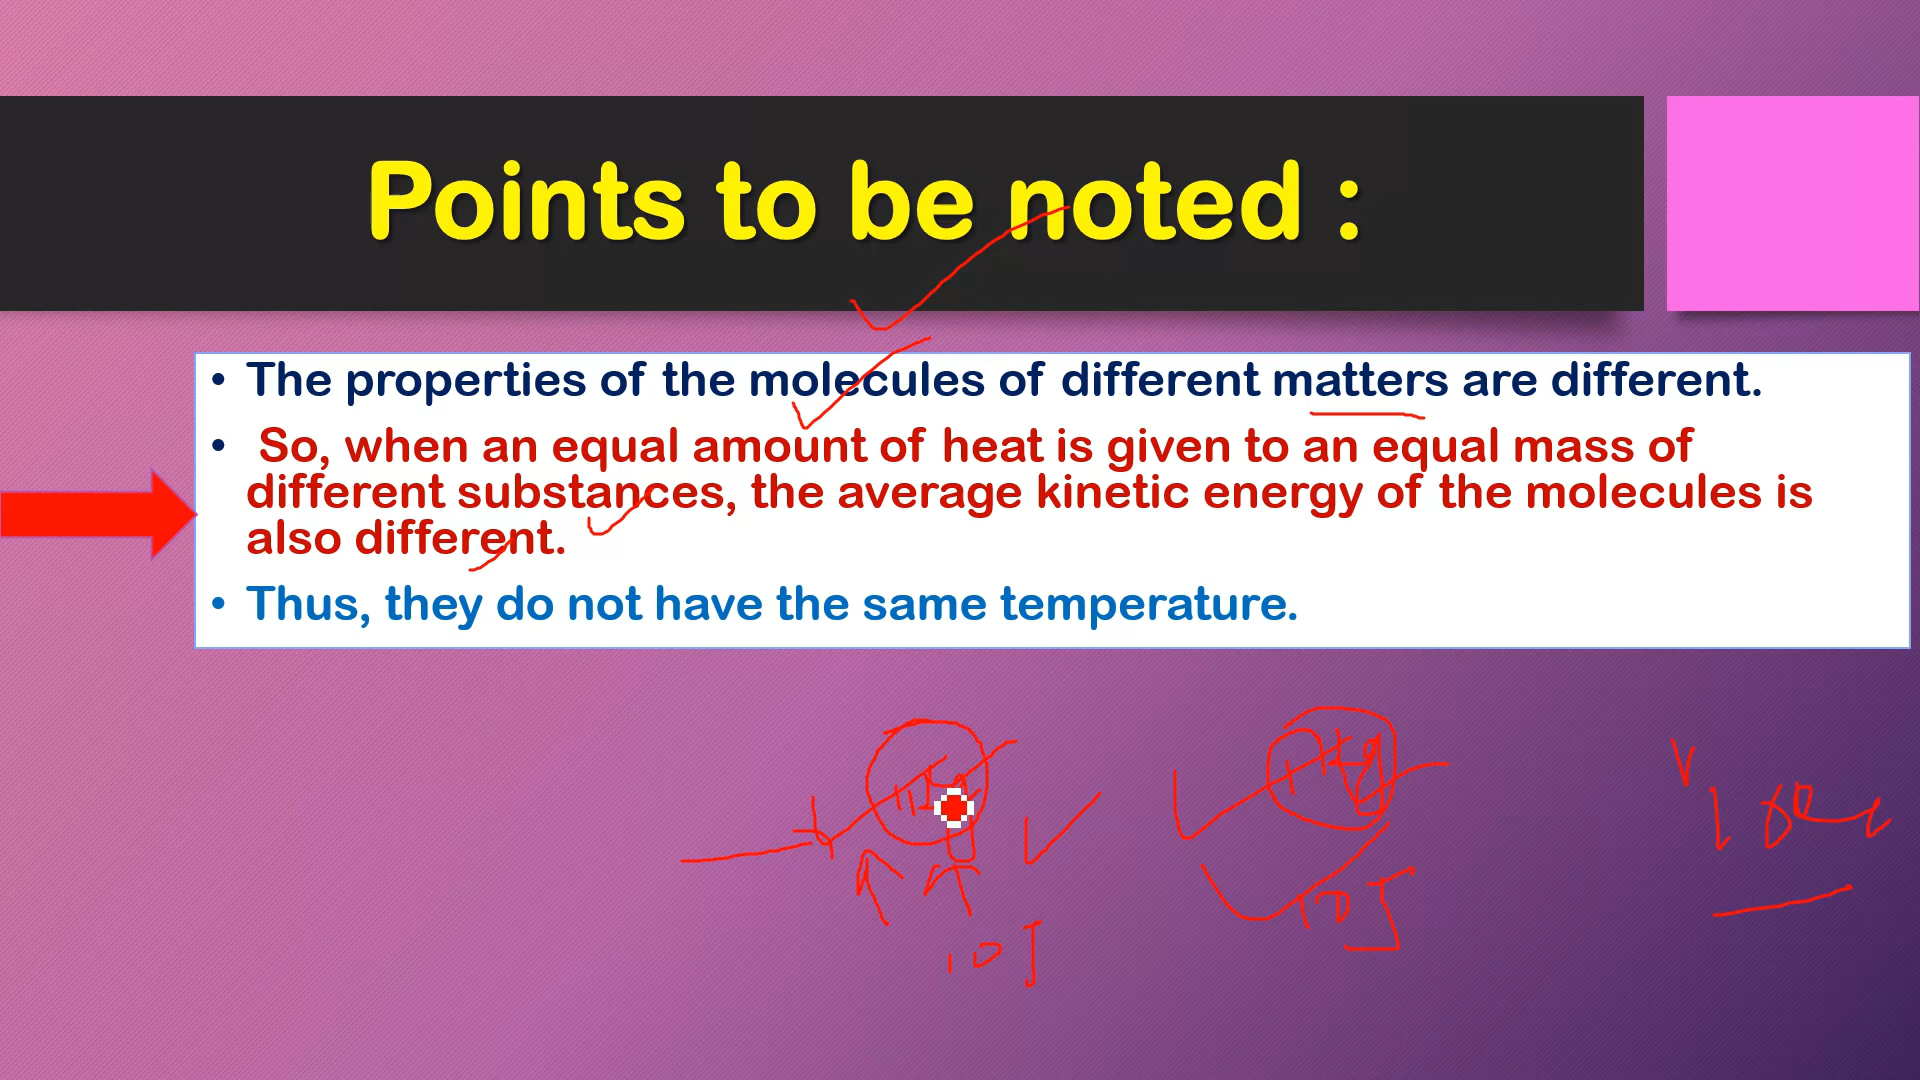 Points to be noted :
• The properties of the molecules of different matters are different.
• So, when an equal amount of heat is given to an equal mass of
different substances, the average kinetic energy of the molecules is
also different.
• Thus, they do not have the same temperature.
10J
10J